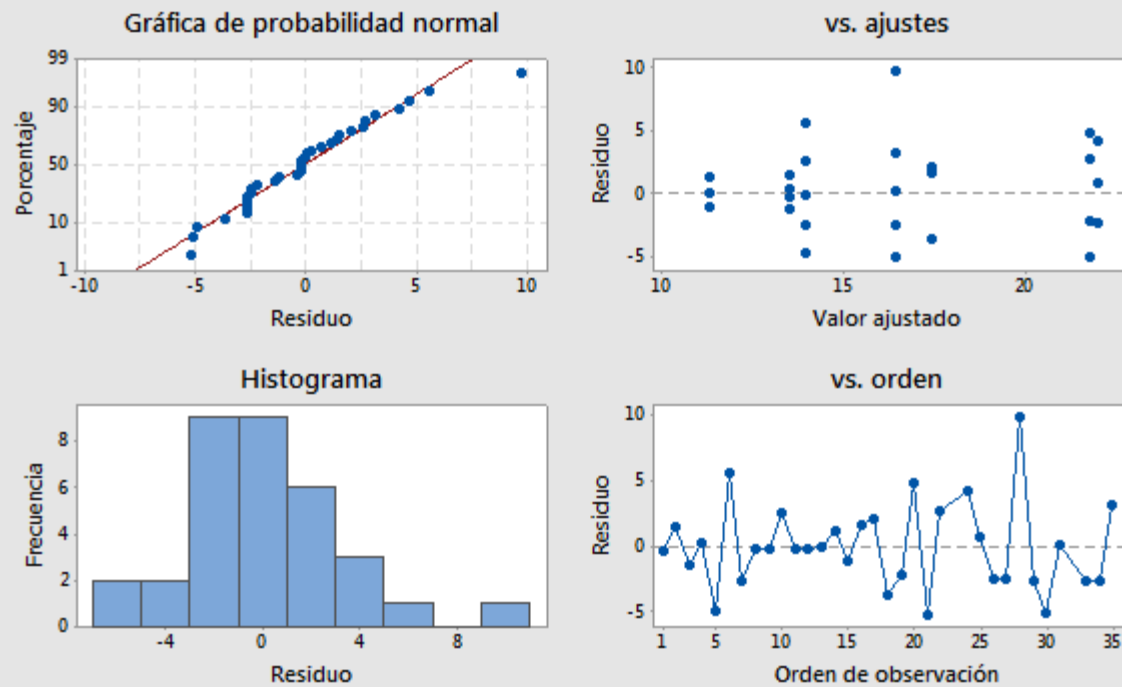 Gráfica de probabilidad normal
99
90
50
10
1
Porcentaje
-10 -5 0 5 10
Residuo
vs. ajustes
10
5
0
-5
Residuo
10 15 20
Valor ajustado
Histograma
8
6
4
2
0
Frecuencia
-4 0 4 8
Residuo
vs. orden
10
5
0
-5
Residuo
1 5 10 15 20 25 30 35
Orden de observación